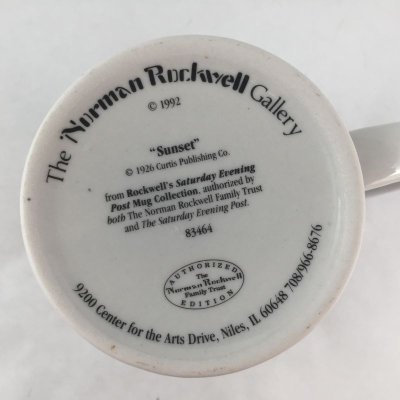 The Norman Rockwell Gallery
© 1992
"Sunset"
© 1926 Curtis Publishing Co.
from Rockwell's Saturday Evening
Post Mug Collection, authorized by
both The Norman Rockwell Family Trust
and The Saturday Evening Post.
83464
AUTHORIZED
The
Norman Rockwell
Family Trust
EDITION
9200 Center for the Arts Drive, Niles, IL 60648 708/966-8676